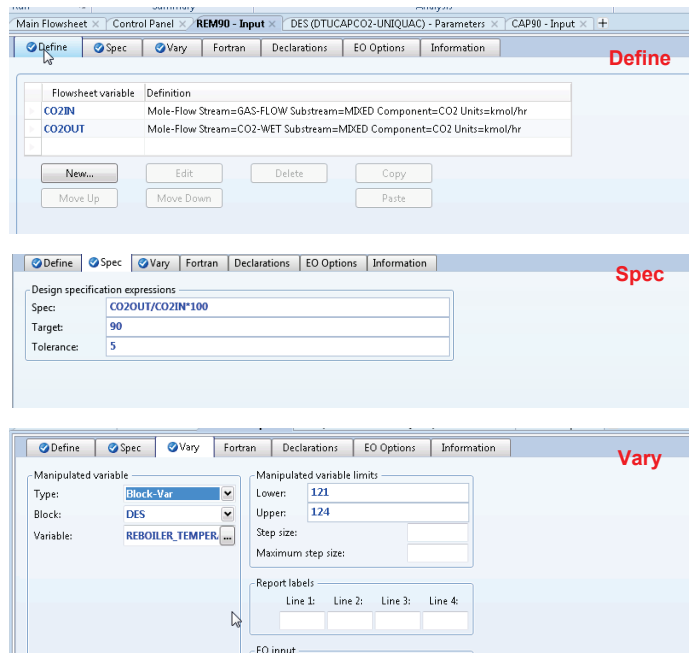 Summary
Main Flowsheet × Control Panel × REM90 - Input × DES (DTUCAPCO2-UNIQUAC) - Parameters × CAP90 - Input × +
Define Spec Vary Fortran Declarations EO Options Information
Define
Flowsheet variable Definition
CO2IN Mole-Flow Stream=GAS-FLOW Substream=MIXED Component=CO2 Units=kmol/hr
CO2OUT Mole-Flow Stream=CO2-WET Substream=MIXED Component=CO2 Units=kmol/hr
New... Edit Delete Copy
Move Up Move Down Paste
Define Spec Vary Fortran Declarations EO Options Information
Spec
Design specification expressions
Spec: CO2OUT/CO2IN*100
Target: 90
Tolerance: 5
Define Spec Vary Fortran Declarations EO Options Information
Vary
Manipulated variable Manipulated variable limits
Type: Block-Var Lower: 121
Block: DES Upper: 124
Variable: REBOILER_TEMPER. ... Step size:
Maximum step size:
Report labels
Line 1: Line 2: Line 3: Line 4:
EO input